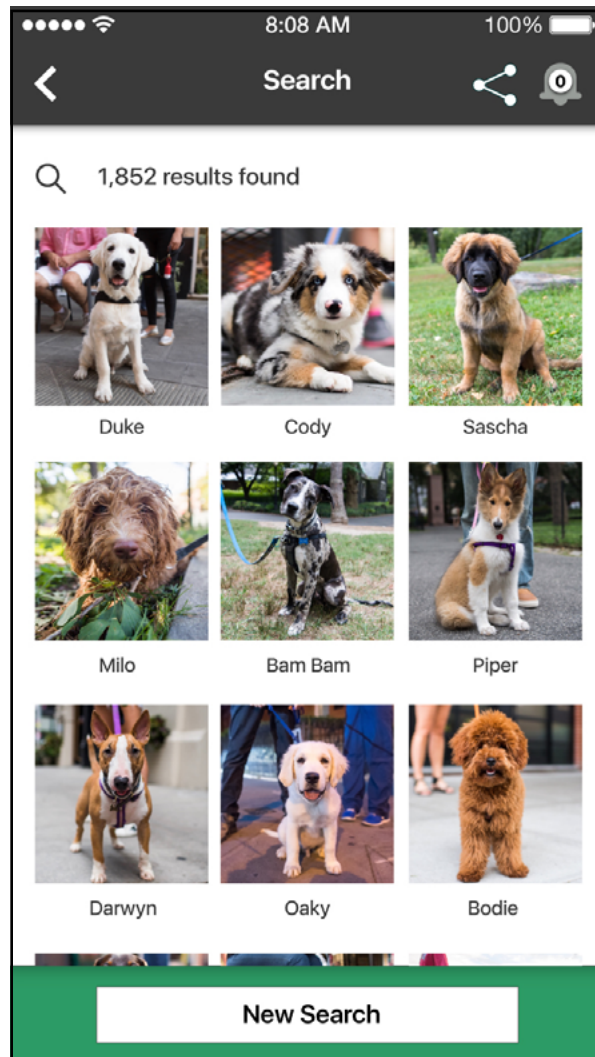 8:08 AM 100%
Search 0
1,852 results found
Duke Cody Sascha
Milo Bam Bam Piper
Darwyn Oaky Bodie
New Search